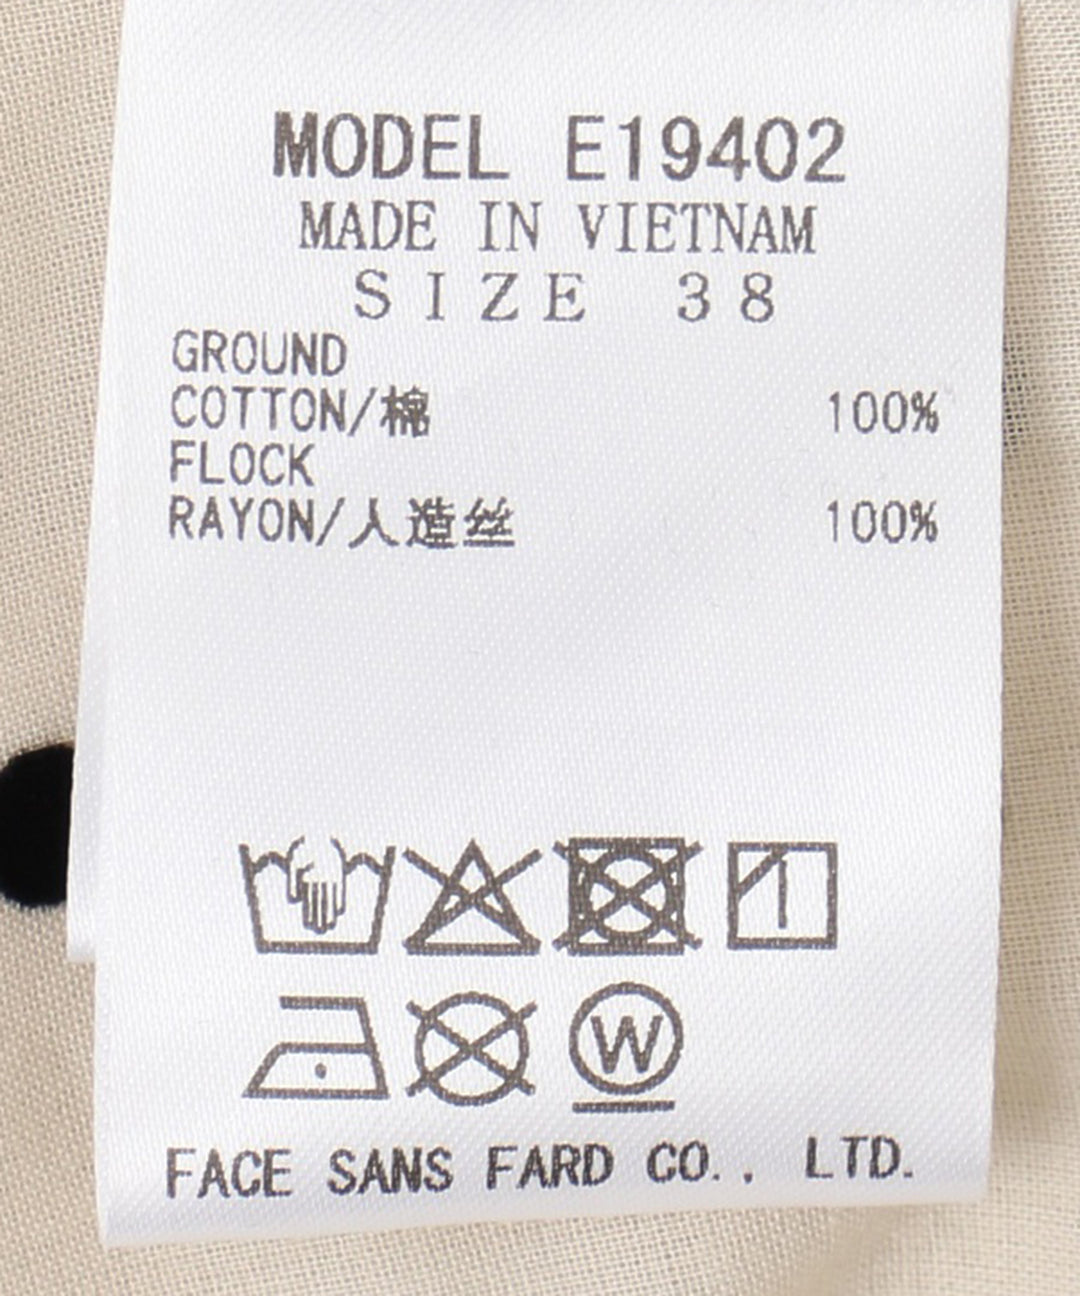 MODEL E19402
MADE IN VIETNAM
SIZE 38
GROUND
COTTON/棉 100%
FLOCK
RAYON/人造丝 100%
W
FACE SANS FARD CO., LTD.